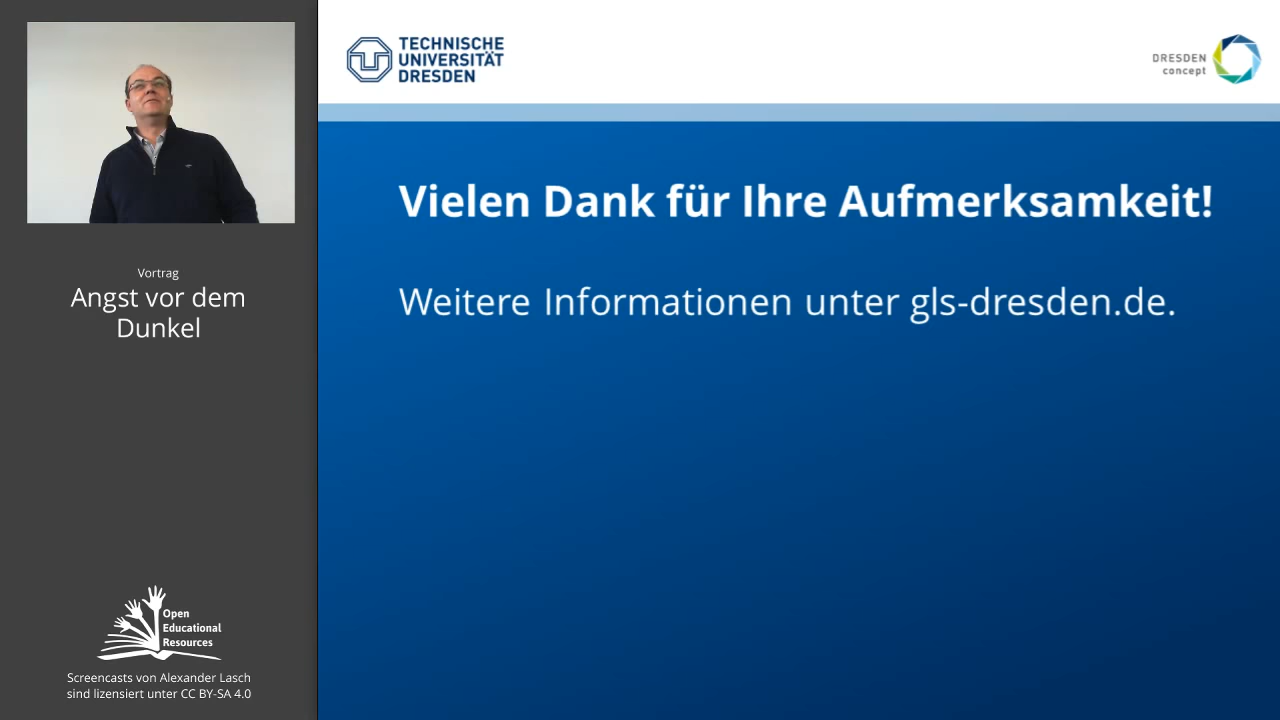 Vortrag
Angst vor dem
Dunkel
Open
Educational
Resources
Screencasts von Alexander Lasch
sind lizensiert unter CC BY-SA 4.0
TECHNISCHE
UNIVERSITÄT
DRESDEN
DRESDEN
concept
Vielen Dank für Ihre Aufmerksamkeit!
Weitere Informationen unter gls-dresden.de.